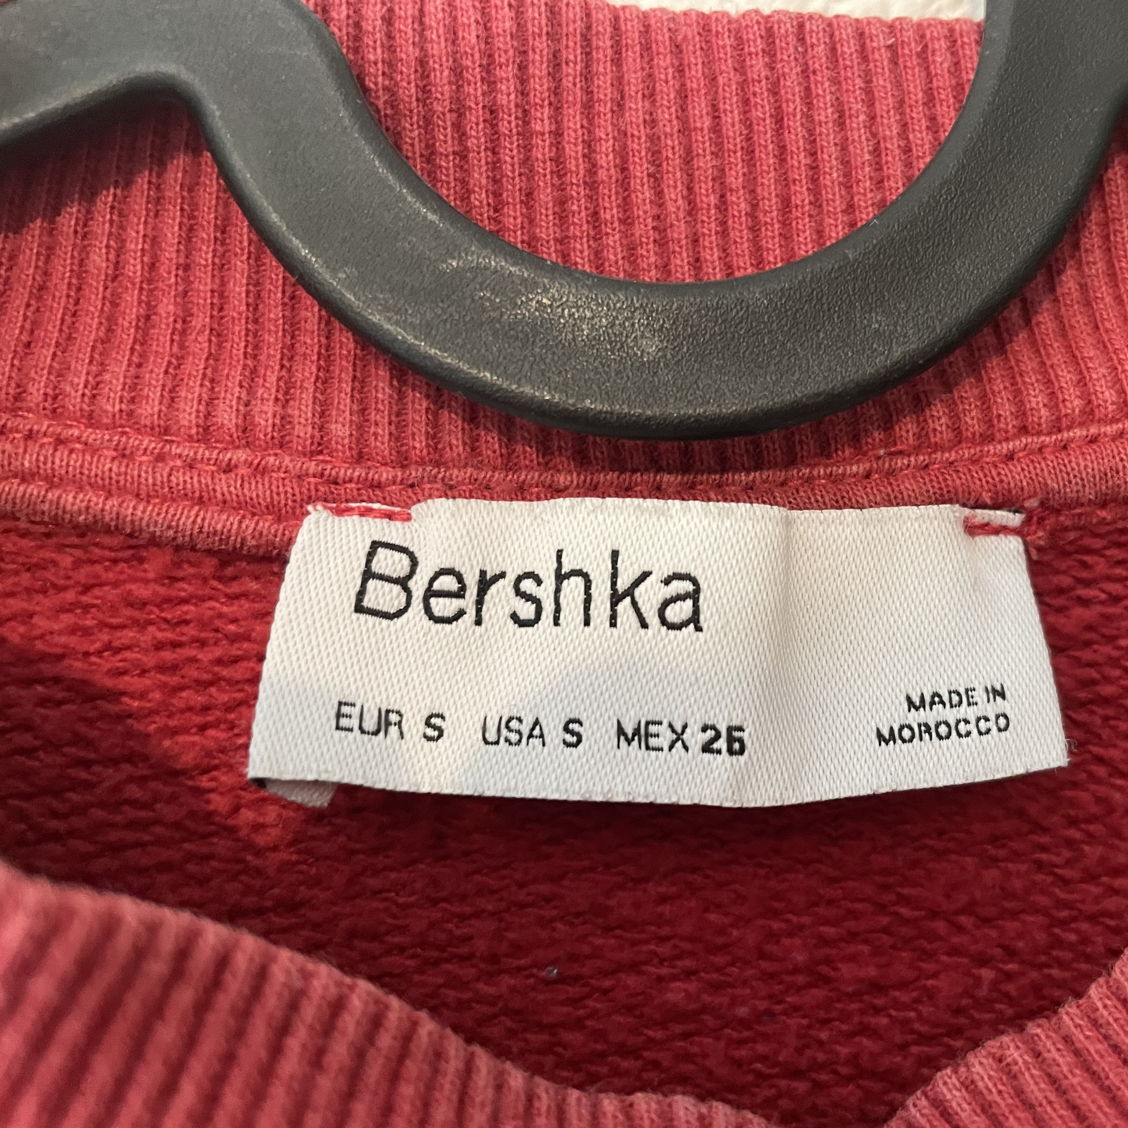 Bershka
EUR S USA S MEX 26
MADE IN
MOROCCO